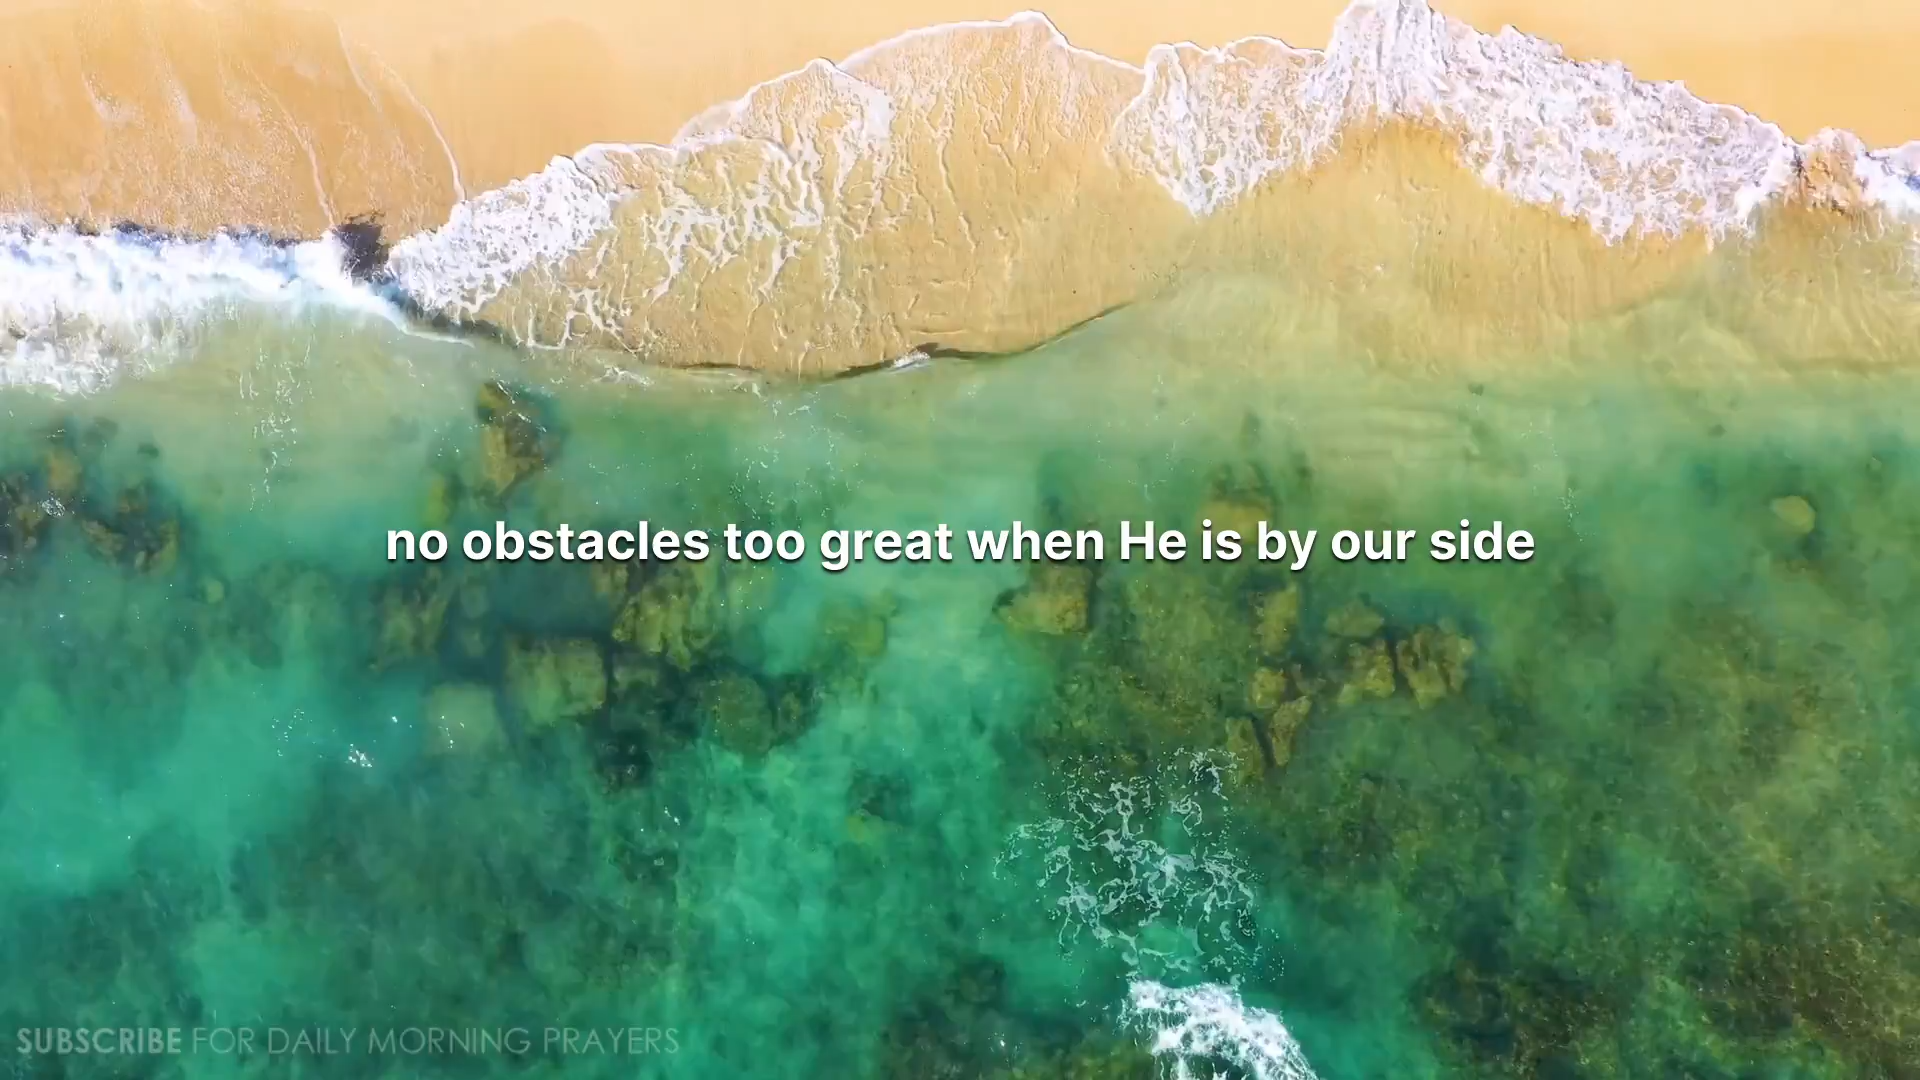 no obstacles too great when He is by our side
SUBSCRIBE FOR DAILY MORNING PRAYERS